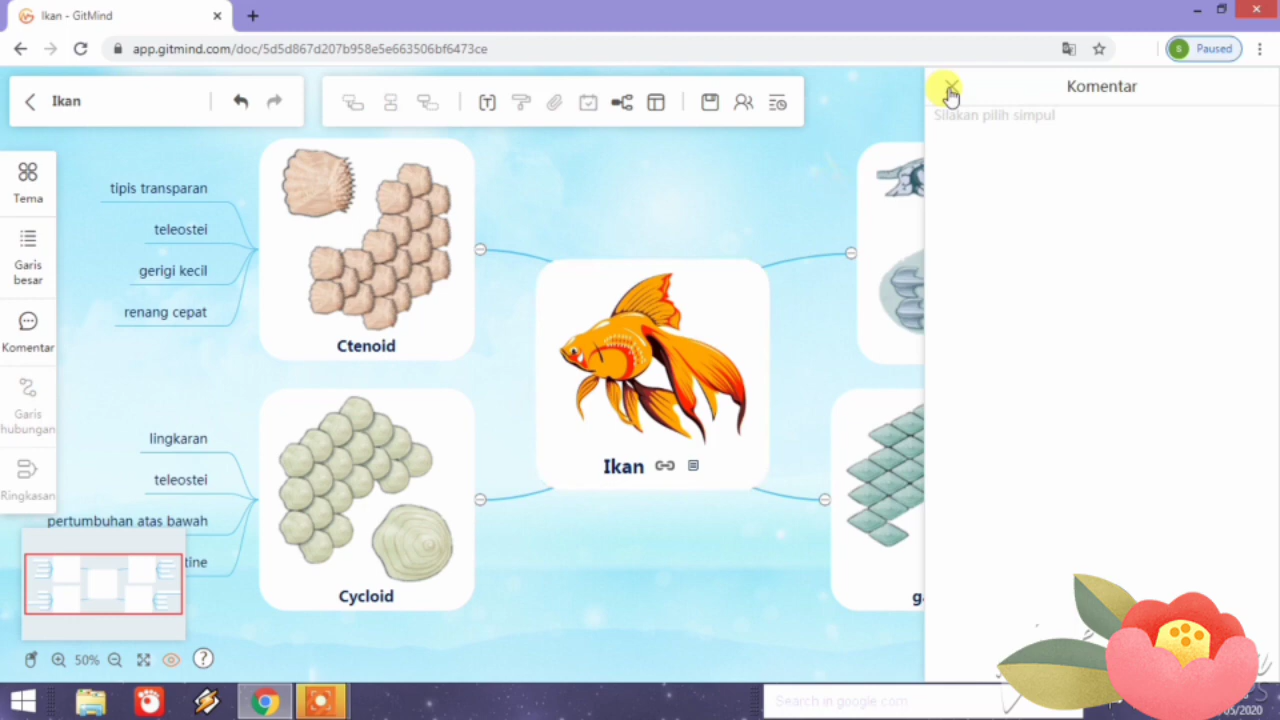 Ikan - GitMind
app.gitmind.com/doc/5d5d867d207b958e5e663506bf6473ce
S Paused
Ikan
Komentar
Silakan pilih simpul
Tema
Garis
besar
Komentar
Garis
hubungan
Ringkasan
tipis transparan
teleostei
gerigi kecil
renang cepat
Ctenoid
lingkaran
teleostei
pertumbuhan atas bawah
tine
Cycloid
Ikan
g
50%
Search in google.com
/2020